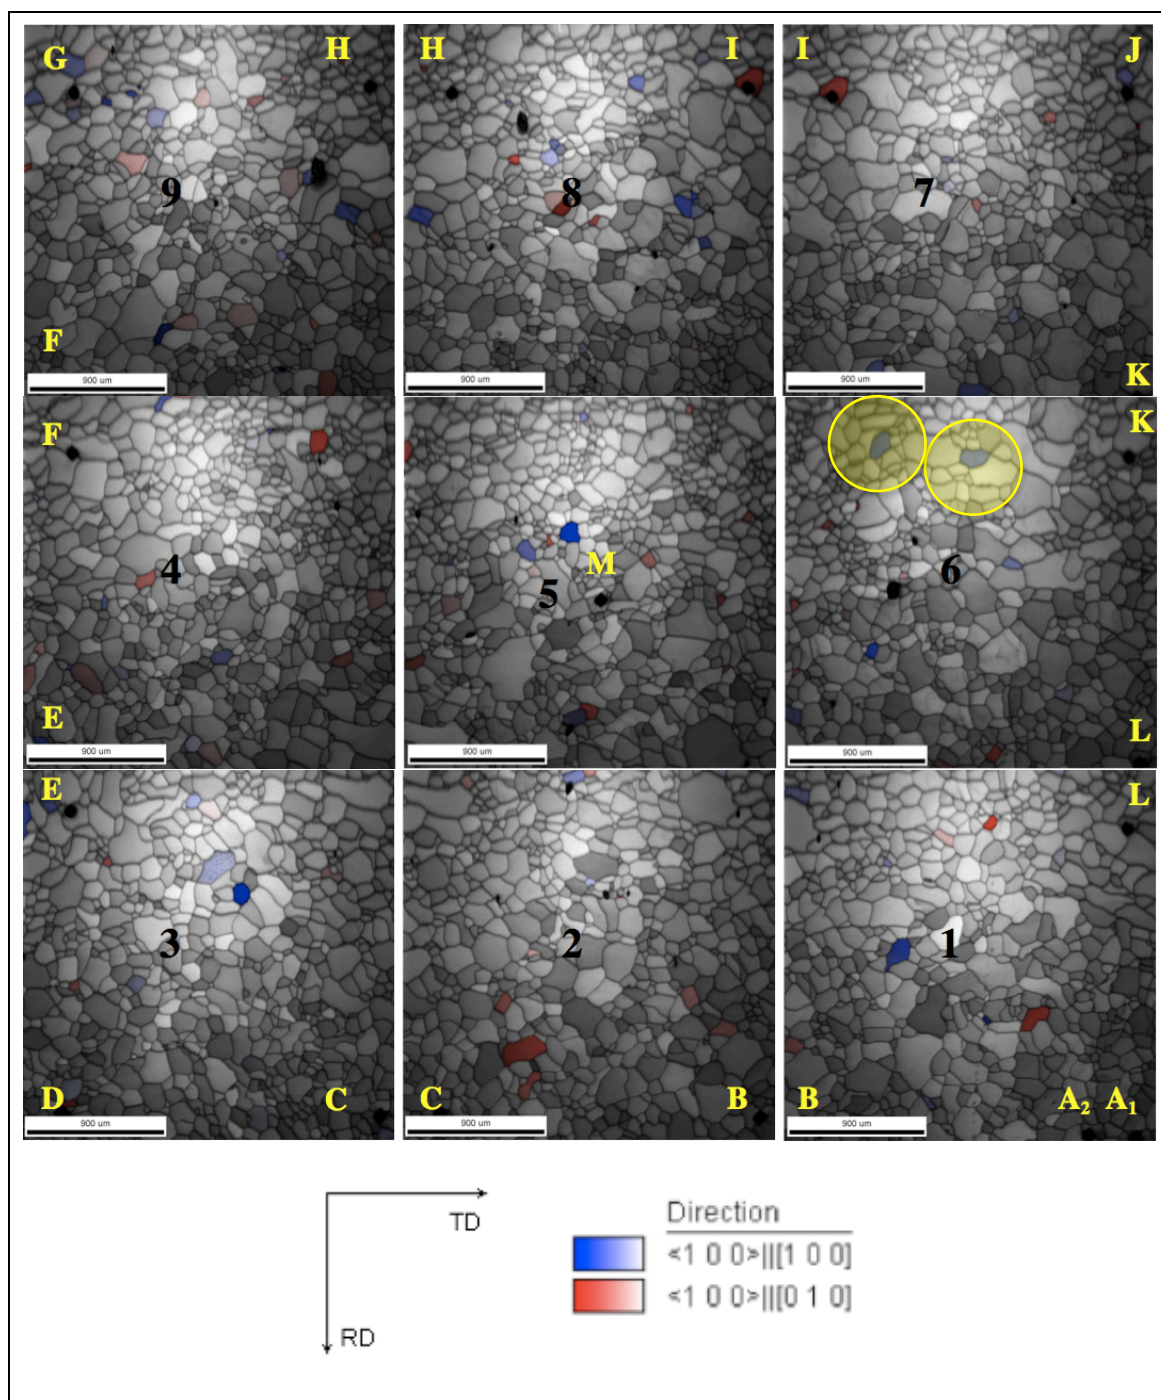 G H H I I J
9 8 7
F K
900 um 900 um 900 um
F K
4 5 M 6
E L
900 um 900 um 900 um
E L
3 2 1
D C C B B A₂ A₁
900 um 900 um 900 um
TD
RD
Direction
<1 0 0>||[1 0 0]
<1 0 0>||[0 1 0]